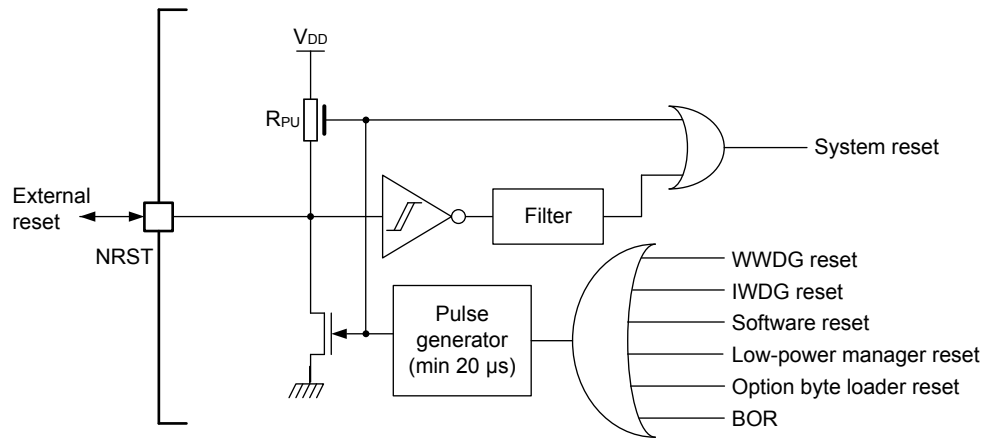 VDD
RPU
External
reset
NRST
Filter
System reset
Pulse
generator
(min 20 µs)
WWDG reset
IWDG reset
Software reset
Low-power manager reset
Option byte loader reset
BOR